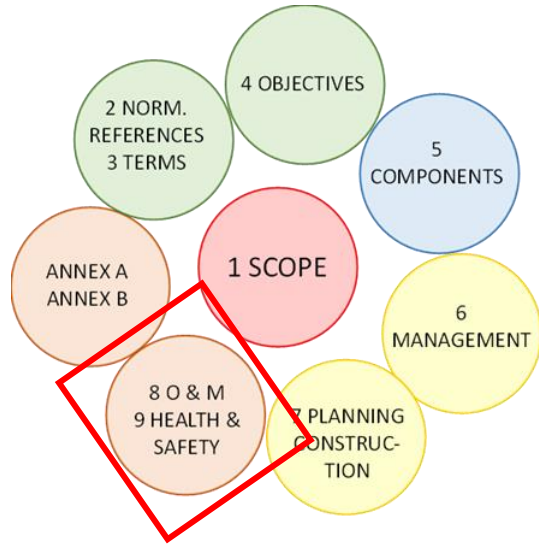 4 OBJECTIVES
2 NORM.
REFERENCES
3 TERMS
5
COMPONENTS
1 SCOPE
ANNEX A
ANNEX B
6
MANAGEMENT
8 O & M
9 HEALTH &
SAFETY
7 PLANNING
CONSTRUC-
TION